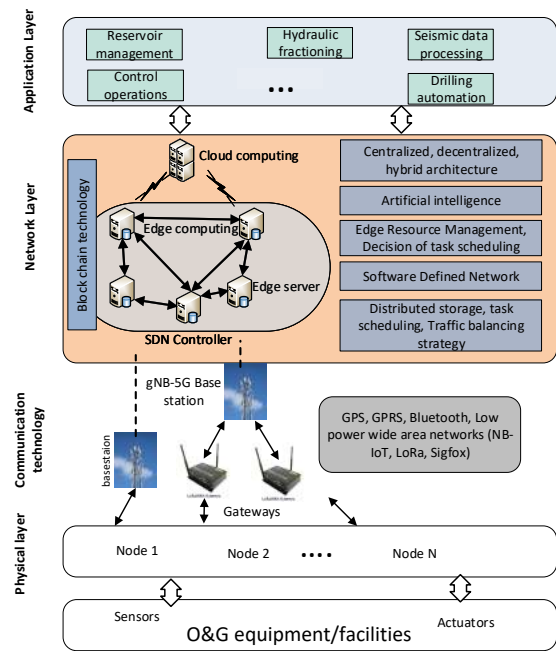 Application Layer
Reservoir
management
Hydraulic
fractioning
Seismic data
processing
Control
operations
...
Drilling
automation
Network Layer
Block chain technology
Cloud computing
Edge computing
Edge server
SDN Controller
Centralized, decentralized,
hybrid architecture
Artificial intelligence
Edge Resource Management,
Decision of task scheduling
Software Defined Network
Distributed storage, task
scheduling, Traffic balancing
strategy
Communication
technology
gNB-5G Base
station
basestaion
Gateways
GPS, GPRS, Bluetooth, Low
power wide area networks (NB-
IoT, LoRa, Sigfox)
Physical layer
Node 1
Node 2
....
Node N
Sensors
Actuators
O&G equipment/facilities